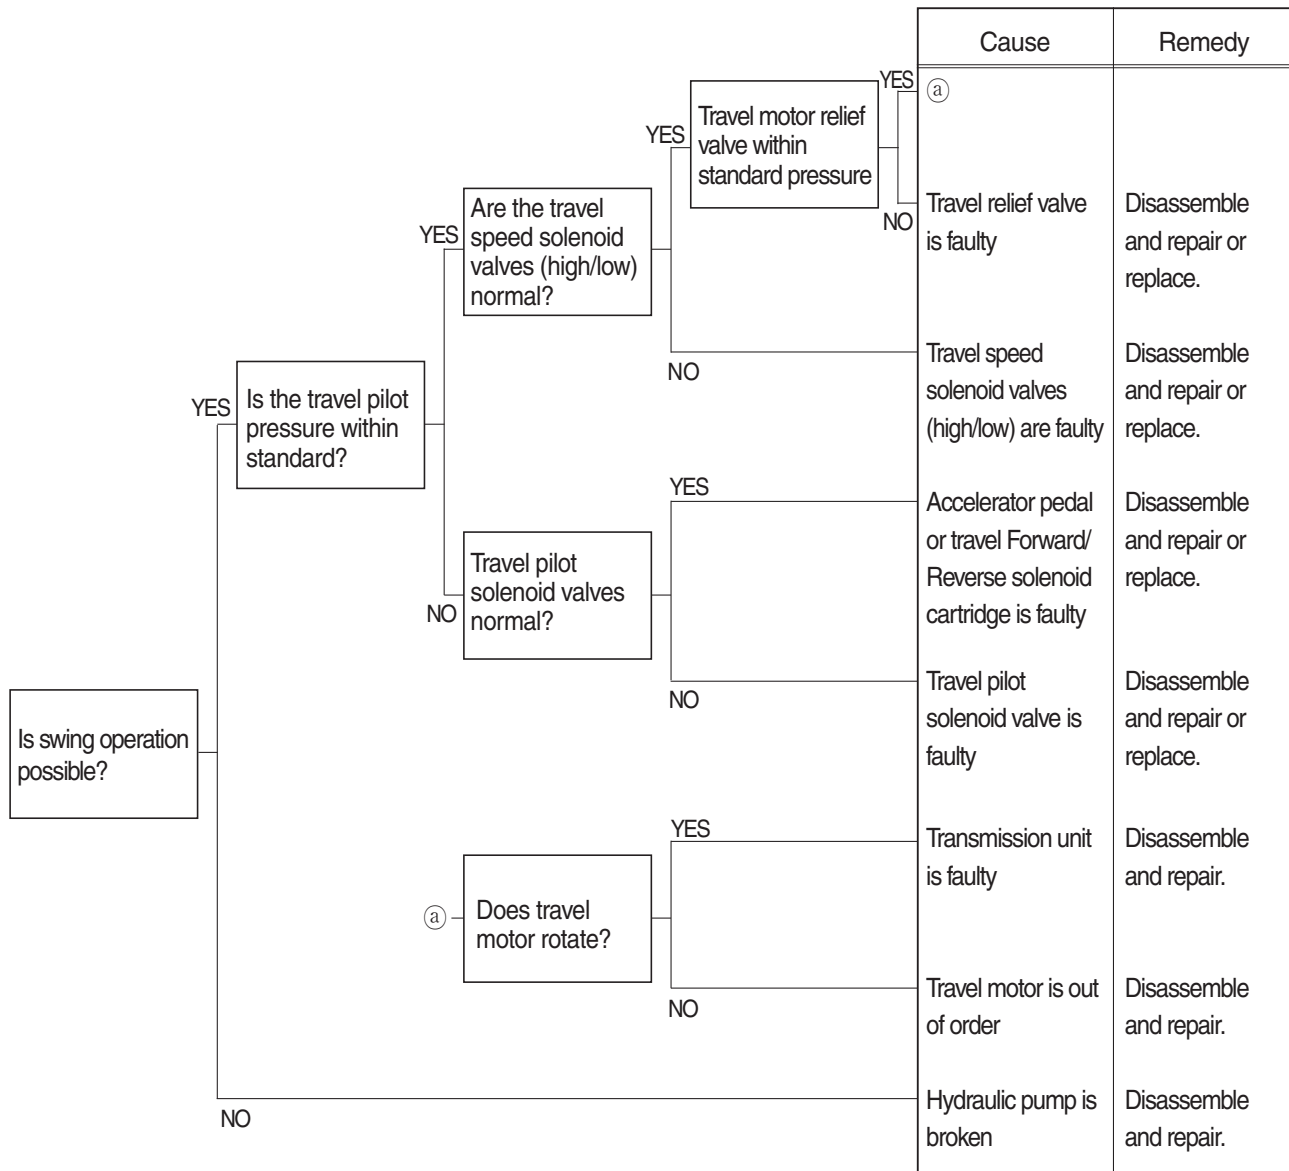 Cause
Remedy
YES
ⓐ
Travel motor relief
valve within
standard pressure
YES
NO
Travel relief valve
is faulty
Disassemble
and repair or
replace.
Are the travel
speed solenoid
valves (high/low)
normal?
YES
NO
Travel speed
solenoid valves
(high/low) are faulty
Disassemble
and repair or
replace.
YES
Is the travel pilot
pressure within
standard?
YES
Accelerator pedal
or travel Forward/
Reverse solenoid
cartridge is faulty
Disassemble
and repair or
replace.
NO
Travel pilot
solenoid valves
normal?
NO
Travel pilot
solenoid valve is
faulty
Disassemble
and repair or
replace.
Is swing operation
possible?
YES
Transmission unit
is faulty
Disassemble
and repair.
ⓐ
Does travel
motor rotate?
NO
Travel motor is out
of order
Disassemble
and repair.
NO
Hydraulic pump is
broken
Disassemble
and repair.